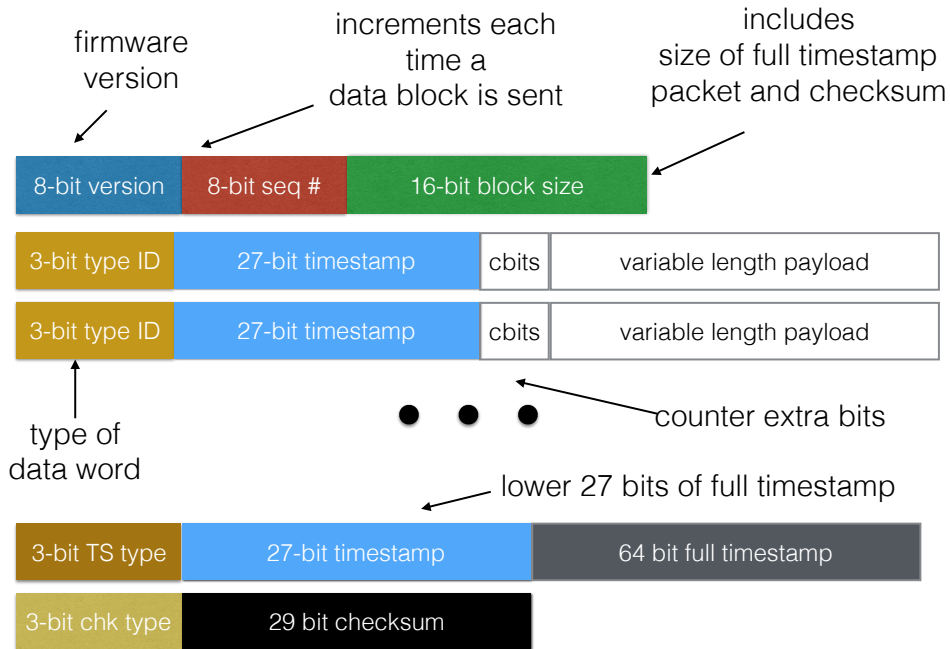 firmware
version
increments each
time a
data block is sent
includes
size of full timestamp
packet and checksum
8-bit version
8-bit seq #
16-bit block size
3-bit type ID
27-bit timestamp
cbits
variable length payload
3-bit type ID
27-bit timestamp
cbits
variable length payload
type of
data word
counter extra bits
lower 27 bits of full timestamp
3-bit TS type
27-bit timestamp
64 bit full timestamp
3-bit chk type
29 bit checksum